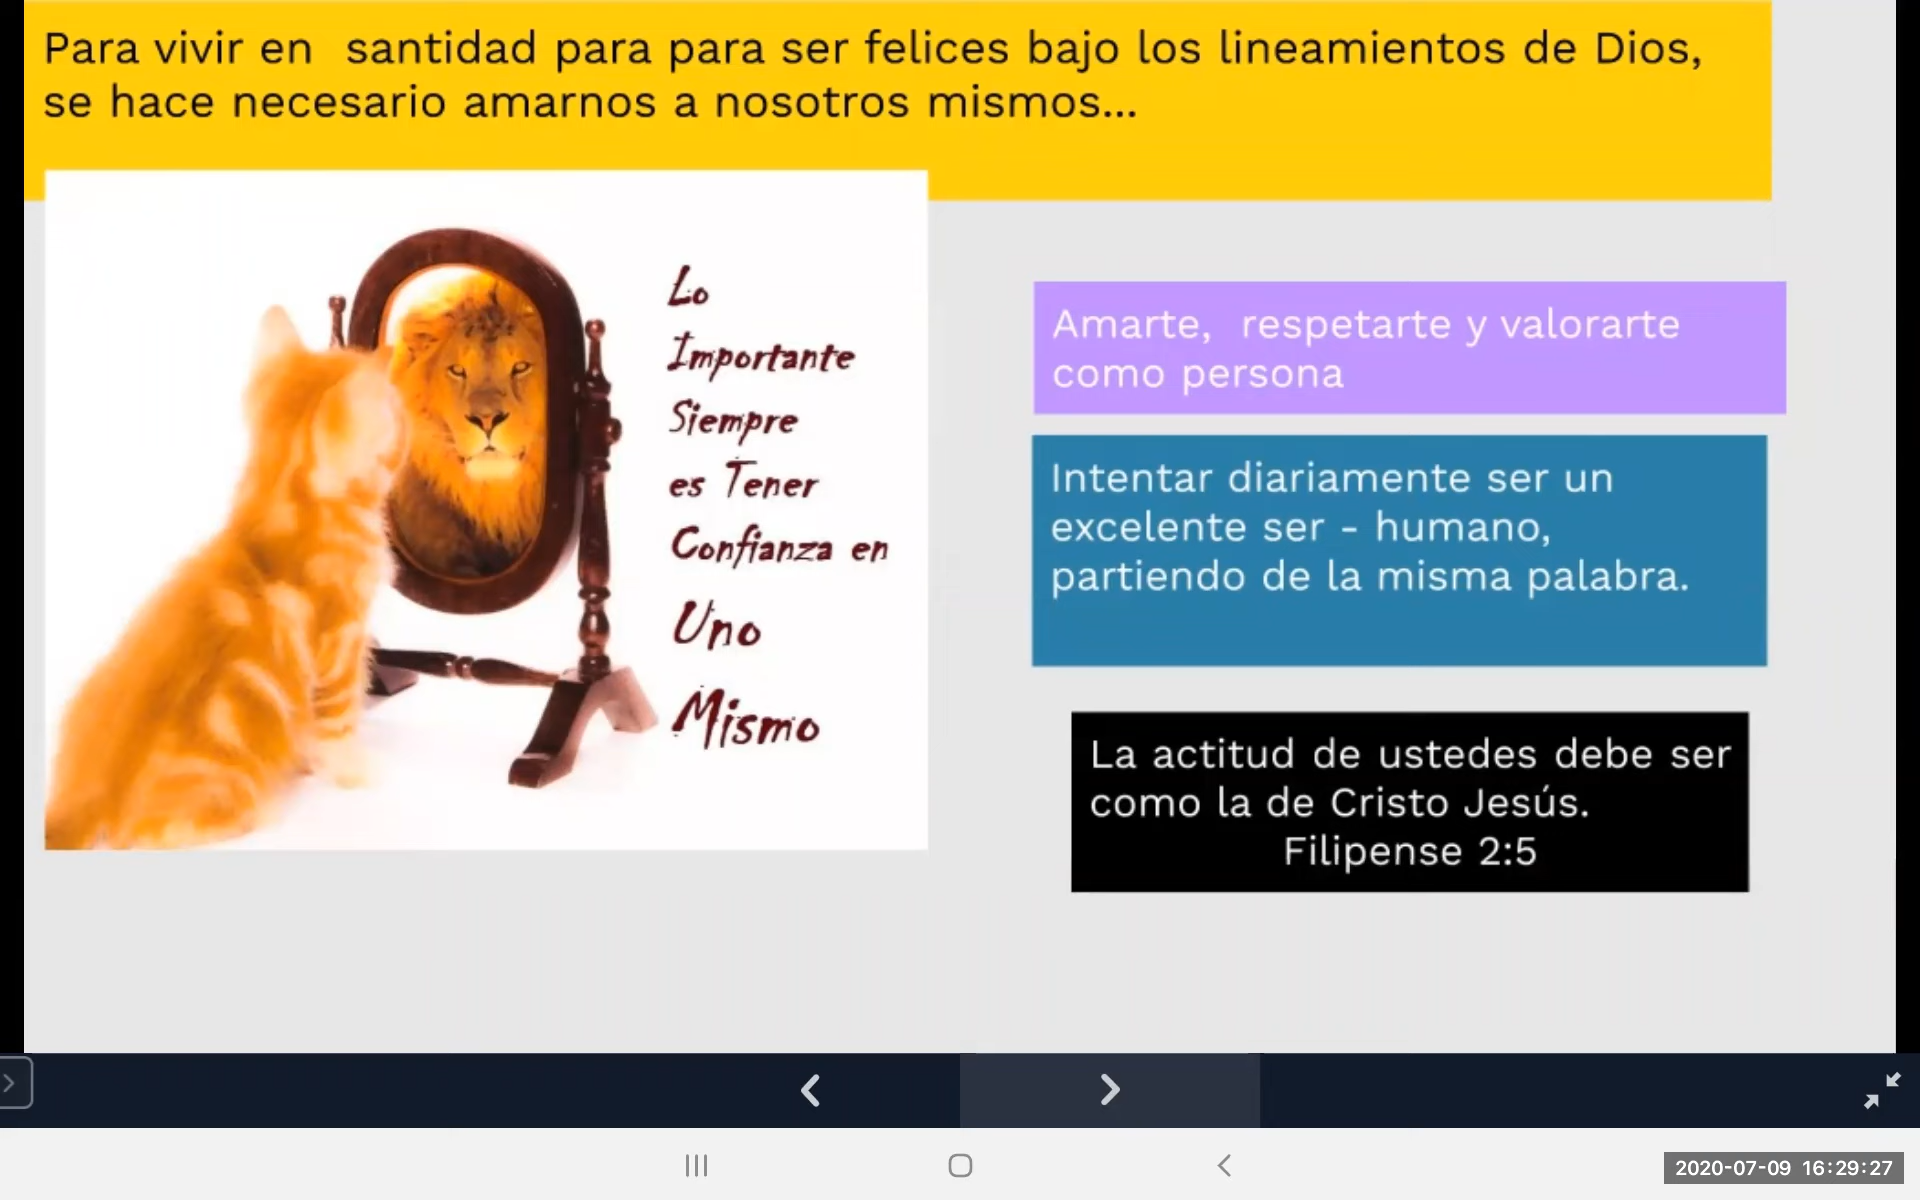 Para vivir en  santidad para para ser felices bajo los lineamientos de Dios,
se hace necesario amarnos a nosotros mismos...
Lo
Importante
Siempre
es Tener
Confianza en
Uno
Mismo
Amarte,  respetarte y valorarte
como persona
Intentar diariamente ser un
excelente ser - humano,
partiendo de la misma palabra.
La actitud de ustedes debe ser
como la de Cristo Jesús.
Filipense 2:5
2020-07-09 16:29:27